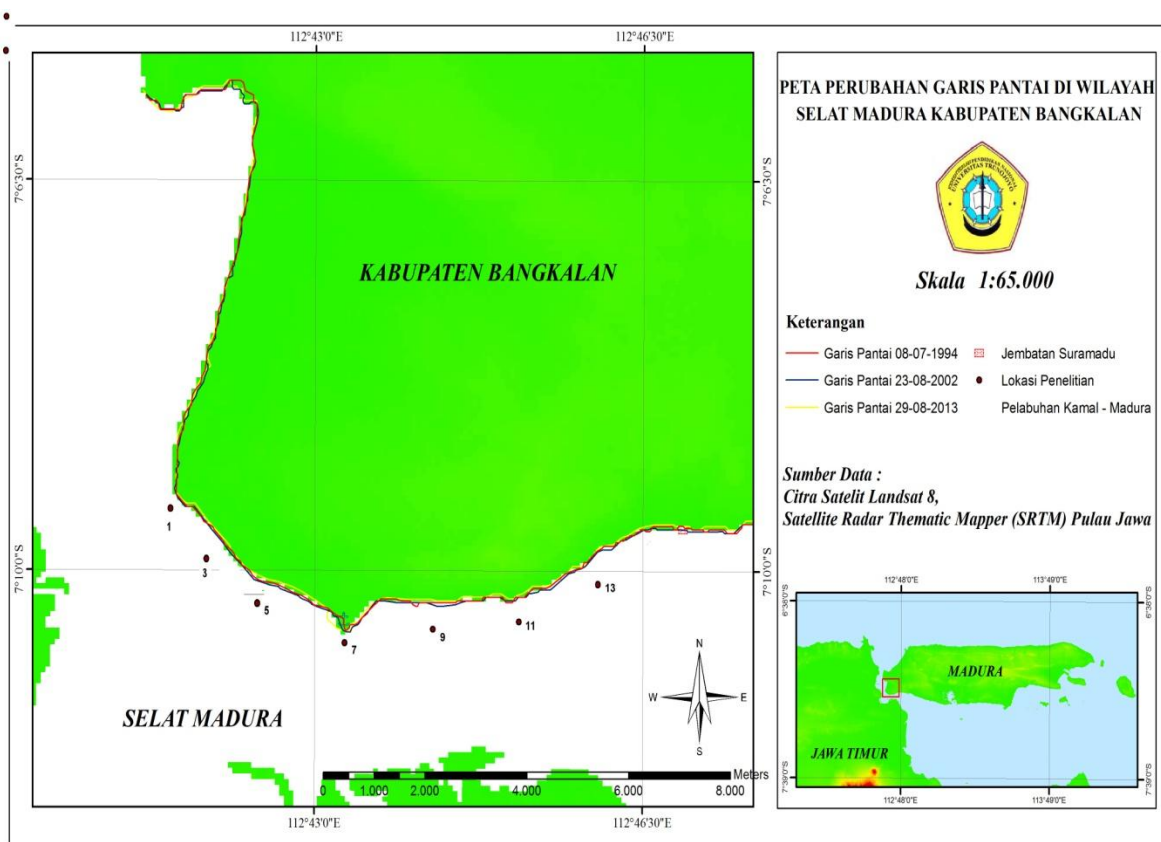 112°43'0"E
112°46'30"E
7°6'30"S
7°6'30"S
KABUPATEN BANGKALAN
1
3
5
7
9
11
13
7°10'0"S
7°10'0"S
SELAT MADURA
N
W
E
S
Meters
0
1.000
2.000
4.000
6.000
8.000
112°43'0"E
112°46'30"E
PETA PERUBAHAN GARIS PANTAI DI WILAYAH
SELAT MADURA KABUPATEN BANGKALAN
UNIVERSITAS TRUNOJOYO
Skala 1:65.000
Keterangan
Garis Pantai 08-07-1994
Jembatan Suramadu
Garis Pantai 23-08-2002
Lokasi Penelitian
Garis Pantai 29-08-2013
Pelabuhan Kamal - Madura
Sumber Data :
Citra Satelit Landsat 8,
Satellite Radar Thematic Mapper (SRTM) Pulau Jawa
112°48'0"E
113°49'0"E
6°38'0"S
6°38'0"S
MADURA
JAWA TIMUR
7°39'0"S
7°39'0"S
112°48'0"E
113°49'0"E